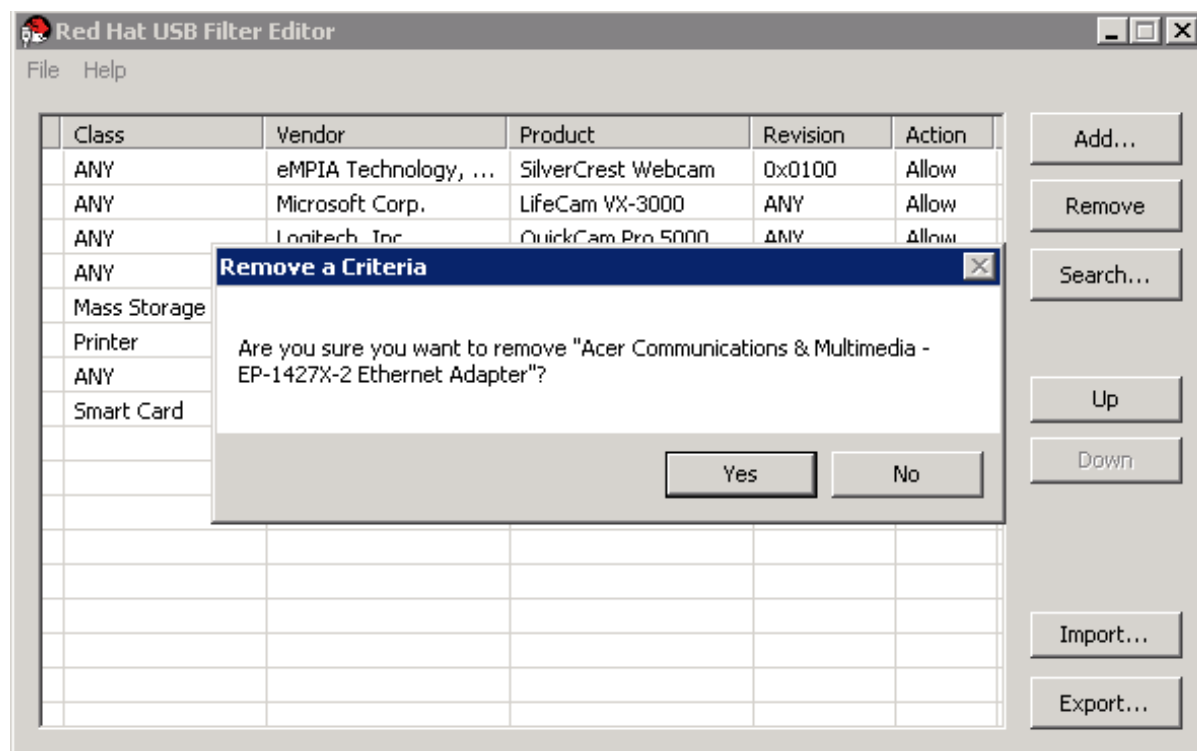 Red Hat USB Filter Editor
File Help
Class Vendor Product Revision Action
ANY eMPIA Technology, ... SilverCrest Webcam 0x0100 Allow
ANY Microsoft Corp. LifeCam VX-3000 ANY Allow
ANY Logitech, Inc. QuickCam Pro 5000 ANY Allow
ANY
Mass Storage
Printer
ANY
Smart Card
Remove a Criteria
Are you sure you want to remove "Acer Communications & Multimedia -
EP-1427X-2 Ethernet Adapter"?
Yes No
Add...
Remove
Search...
Up
Down
Import...
Export...